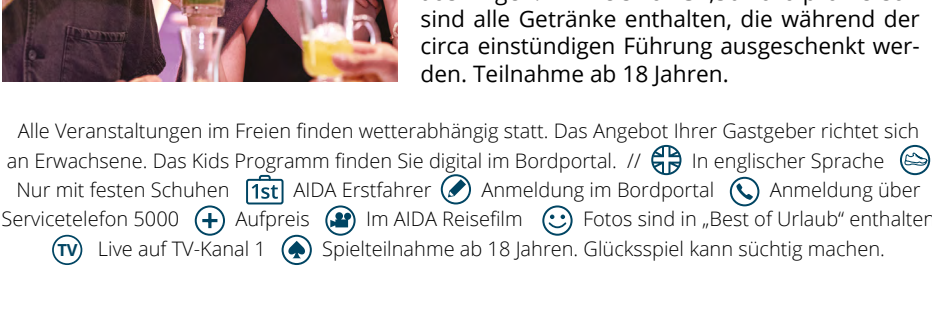 sind alle Getränke enthalten, die während der
circa einstündigen Führung ausgeschenkt wer-
den. Teilnahme ab 18 Jahren.
Alle Veranstaltungen im Freien finden wetterabhängig statt. Das Angebot Ihrer Gastgeber richtet sich
an Erwachsene. Das Kids Programm finden Sie digital im Bordportal. // In englischer Sprache
Nur mit festen Schuhen 1st AIDA Erstfahrer Anmeldung im Bordportal Anmeldung über
Servicetelefon 5000 + Aufpreis Im AIDA Reisefilm Fotos sind in „Best of Urlaub“ enthalten
TV Live auf TV-Kanal 1 Spielteilnahme ab 18 Jahren. Glücksspiel kann süchtig machen.